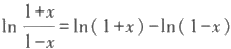 ln (1+x)/(1-x) = ln( 1+x )-ln( 1-x )